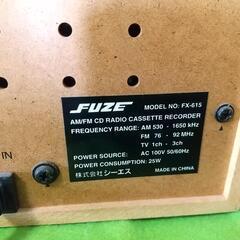 FUZE MODEL NO: FX-615
AM/FM CD RADIO CASSETTE RECORDER
FREQUENCY RANGE: AM 530 - 1650 kHz
FM 76 - 92 MHz
TV 1ch - 3ch
POWER SOURCE: AC 100V 50/60Hz
POWER CONSUMPTION: 25W
株式会社 シーエス MADE IN CHINA
IN